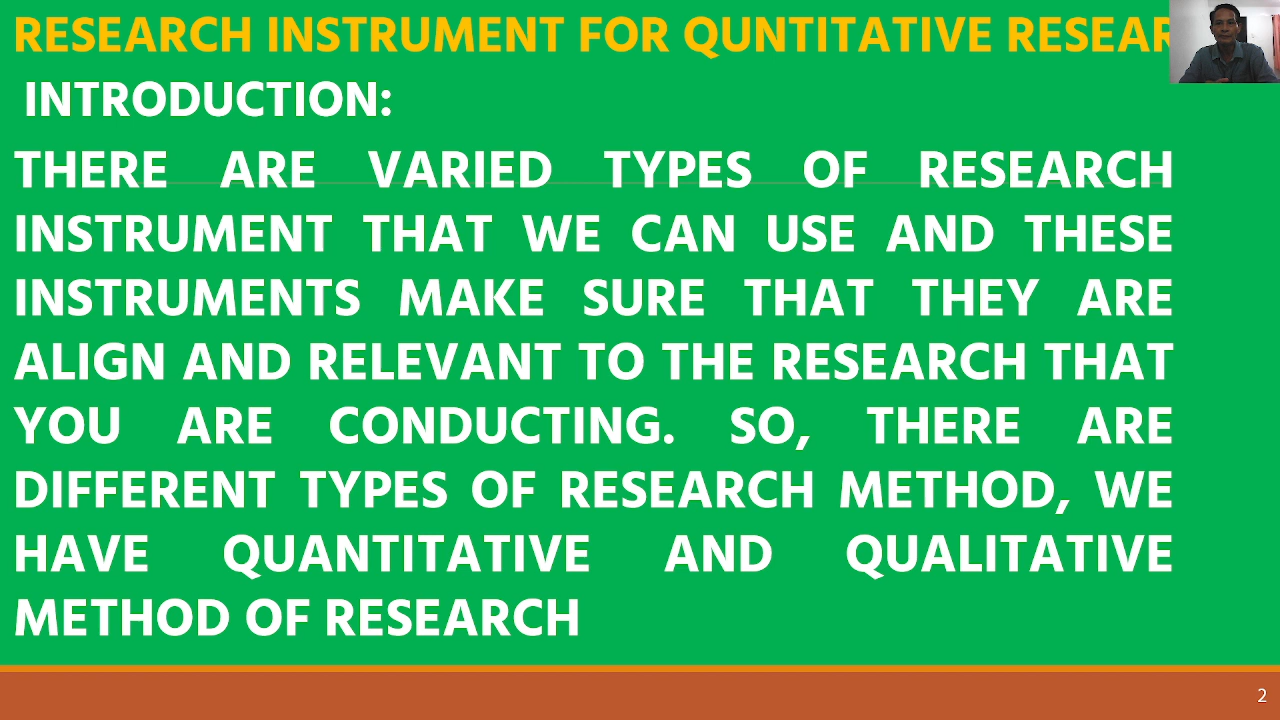 RESEARCH INSTRUMENT FOR QUNTITATIVE RESEAR
INTRODUCTION:
THERE ARE VARIED TYPES OF RESEARCH
INSTRUMENT THAT WE CAN USE AND THESE
INSTRUMENTS MAKE SURE THAT THEY ARE
ALIGN AND RELEVANT TO THE RESEARCH THAT
YOU ARE CONDUCTING. SO, THERE ARE
DIFFERENT TYPES OF RESEARCH METHOD, WE
HAVE QUANTITATIVE AND QUALITATIVE
METHOD OF RESEARCH
2